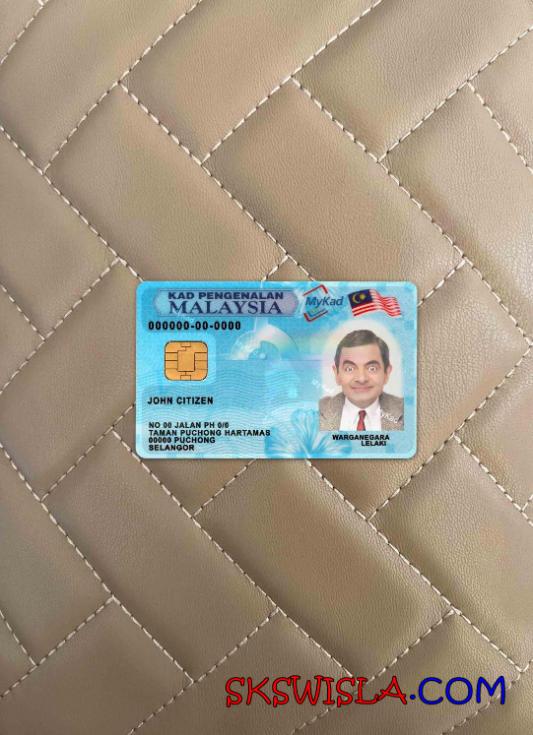 KAD PENGENALAN
MALAYSIA
MyKad
000000-00-0000
JOHN CITIZEN
NO 00 JALAN PH 0/6
TAMAN PUCHONG HARTAMAS
00000 PUCHONG
SELANGOR
WARGANEGARA
LELAKI
SKSWISLA.COM